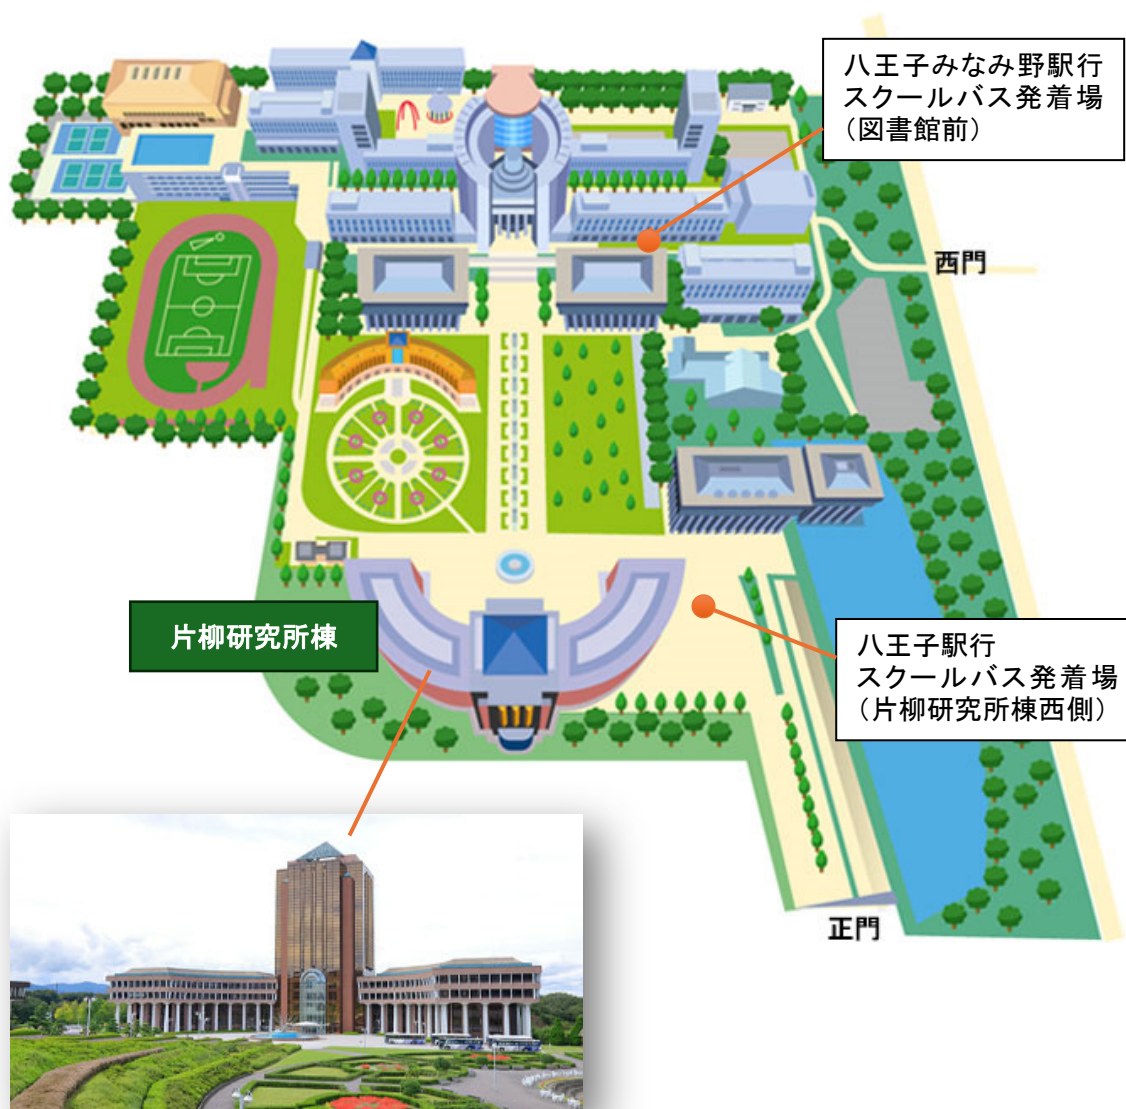 八王子みなみ野駅行
スクールバス発着場
（図書館前）
西門
片柳研究所棟
八王子駅行
スクールバス発着場
（片柳研究所棟西側）
正門